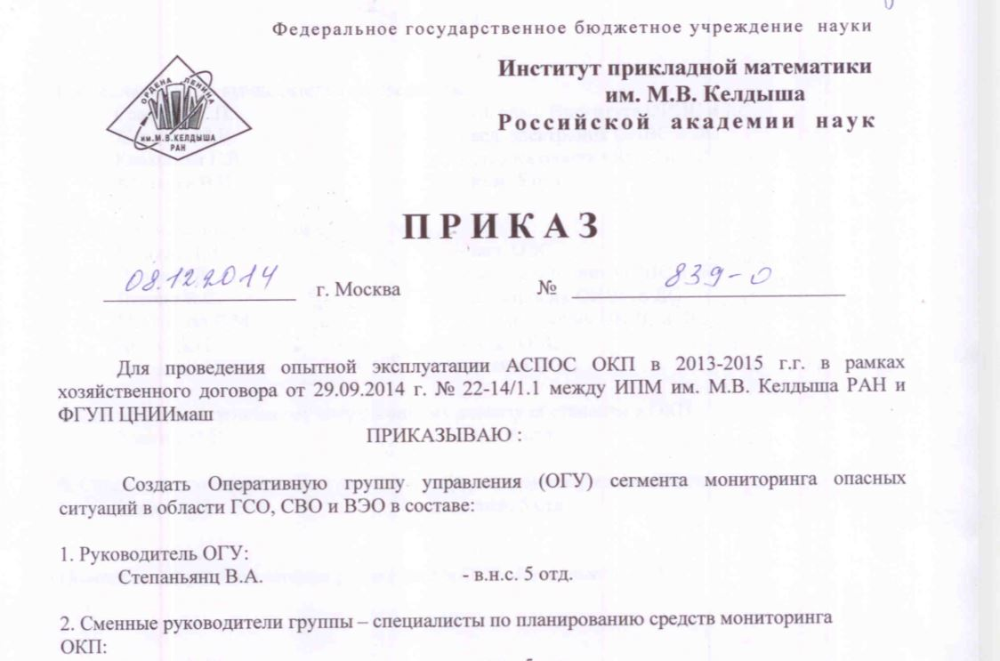 Федеральное государственное бюджетное учреждение науки
Институт прикладной математики
им. М.В. Келдыша
Российской академии наук
ОРДЕНА ЛЕНИНА
им. М.В.КЕЛДЫША
РАН
ПРИКАЗ
08.12.2014 г. Москва № 839-О
Для проведения опытной эксплуатации АСПОС ОКП в 2013-2015 г.г. в рамках
хозяйственного договора от 29.09.2014 г. № 22-14/1.1 между ИПМ им. М.В. Келдыша РАН и
ФГУП ЦНИИмаш
ПРИКАЗЫВАЮ :
Создать Оперативную группу управления (ОГУ) сегмента мониторинга опасных
ситуаций в области ГСО, СВО и ВЭО в составе:
1. Руководитель ОГУ:
Степаньянц В.А. - в.н.с. 5 отд.
2. Сменные руководители группы – специалисты по планированию средств мониторинга
ОКП: